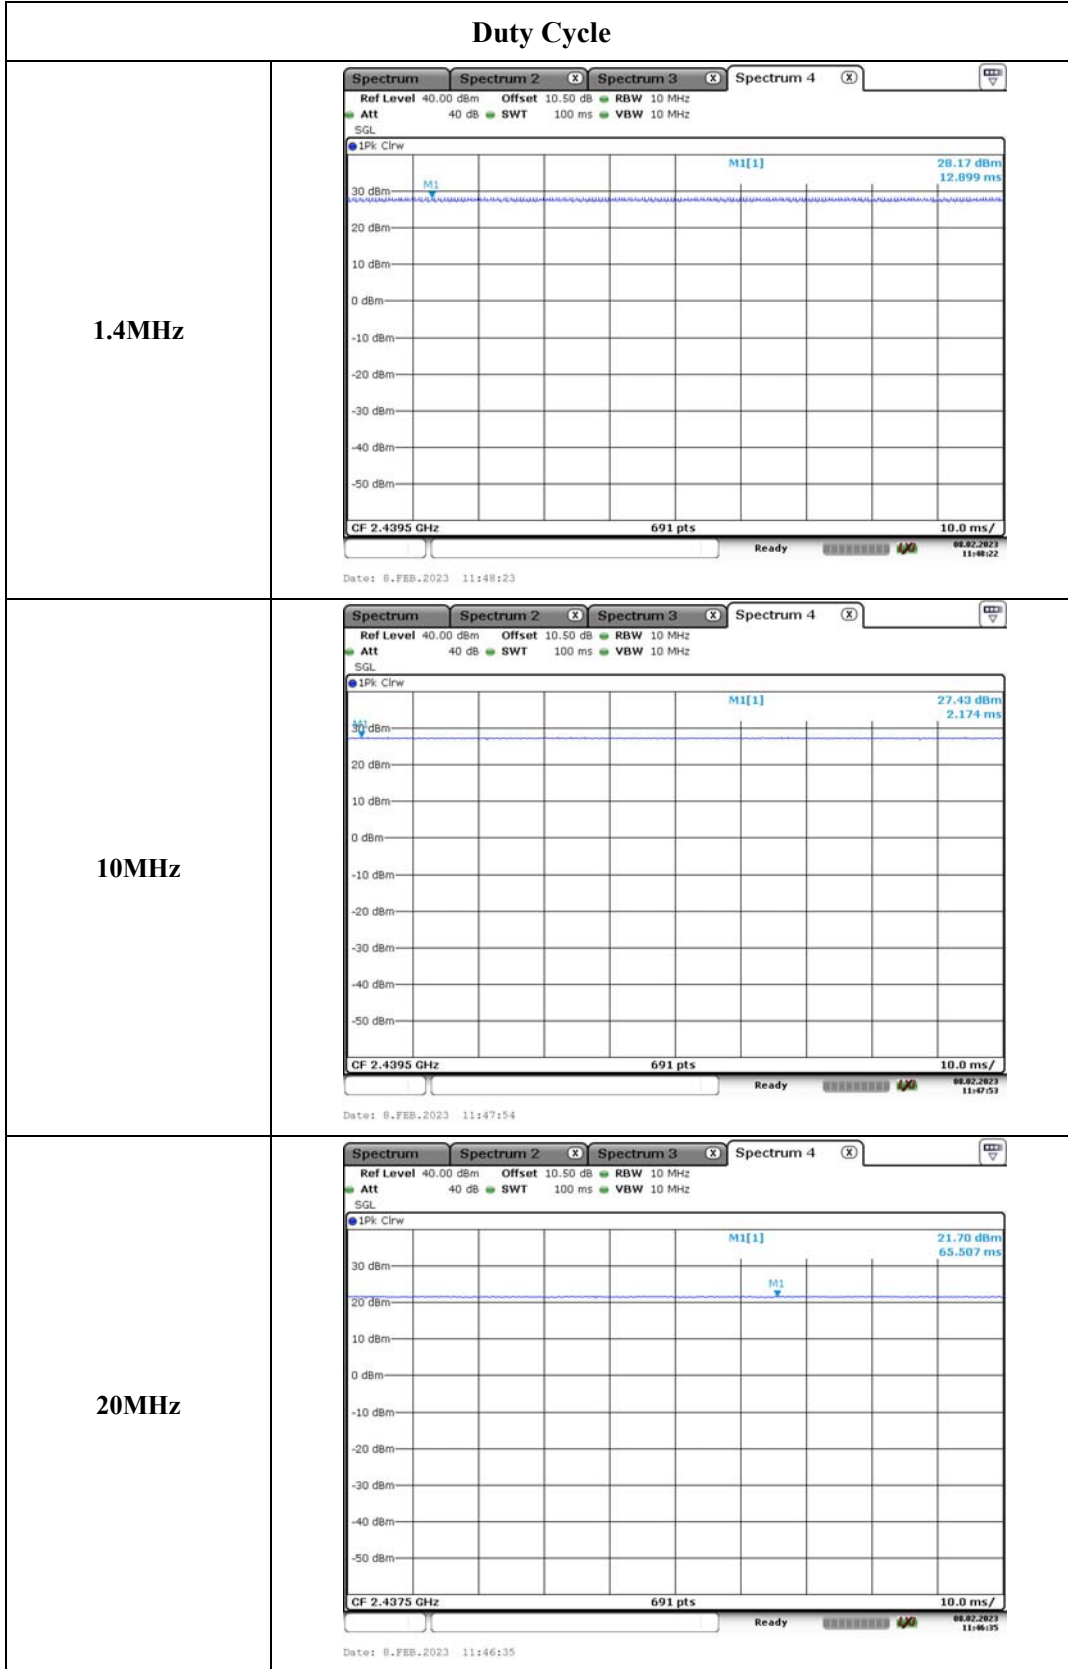 Duty Cycle
1.4MHz
Spectrum Spectrum 2 X Spectrum 3 X Spectrum 4 X
Ref Level 40.00 dBm Offset 10.50 dB RBW 10 MHz
Att 40 dB SWT 100 ms VBW 10 MHz
SGL
1Pk Clrw
M1[1] 28.17 dBm
12.899 ms
M1
30 dBm
20 dBm
10 dBm
0 dBm
-10 dBm
-20 dBm
-30 dBm
-40 dBm
-50 dBm
CF 2.4395 GHz 691 pts 10.0 ms/
Ready 08.02.2023
11:48:22
Date: 8.FEB.2023 11:48:23
10MHz
Spectrum Spectrum 2 X Spectrum 3 X Spectrum 4 X
Ref Level 40.00 dBm Offset 10.50 dB RBW 10 MHz
Att 40 dB SWT 100 ms VBW 10 MHz
SGL
1Pk Clrw
M1[1] 27.43 dBm
2.174 ms
M1
30 dBm
20 dBm
10 dBm
0 dBm
-10 dBm
-20 dBm
-30 dBm
-40 dBm
-50 dBm
CF 2.4395 GHz 691 pts 10.0 ms/
Ready 08.02.2023
11:47:53
Date: 8.FEB.2023 11:47:54
20MHz
Spectrum Spectrum 2 X Spectrum 3 X Spectrum 4 X
Ref Level 40.00 dBm Offset 10.50 dB RBW 10 MHz
Att 40 dB SWT 100 ms VBW 10 MHz
SGL
1Pk Clrw
M1[1] 21.70 dBm
65.507 ms
30 dBm
M1
20 dBm
10 dBm
0 dBm
-10 dBm
-20 dBm
-30 dBm
-40 dBm
-50 dBm
CF 2.4375 GHz 691 pts 10.0 ms/
Ready 08.02.2023
11:46:35
Date: 8.FEB.2023 11:46:35